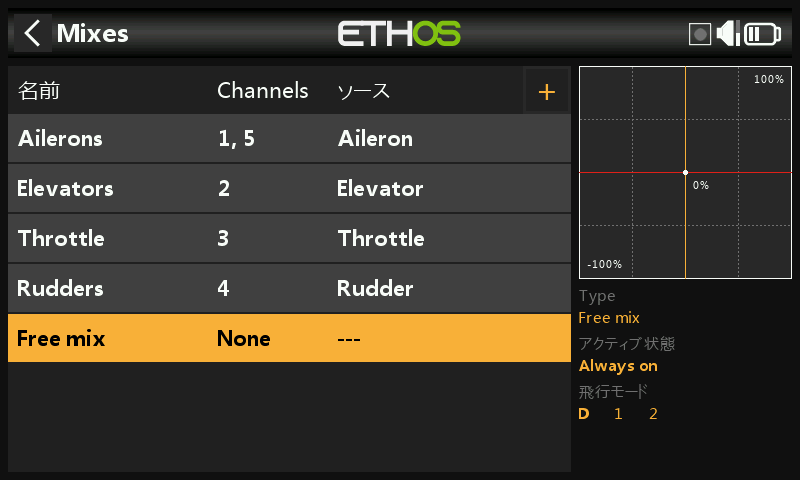 Mixes
ETHOS
名前 Channels ソース +
Ailerons 1, 5 Aileron
Elevators 2 Elevator
Throttle 3 Throttle
Rudders 4 Rudder
Free mix None ---
100%
0%
-100%
Type
Free mix
アクティブ状態
Always on
飛行モード
D 1 2